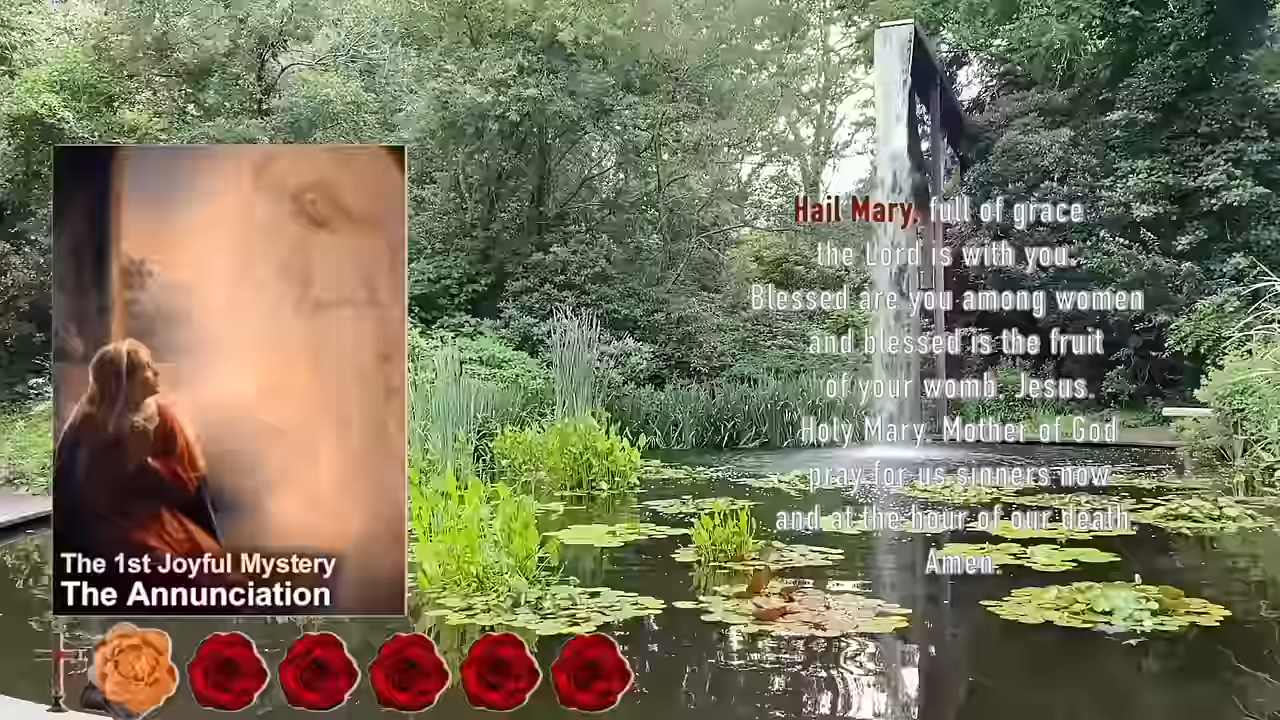 Hail Mary, full of grace
the Lord is with you.
Blessed are you among women
and blessed is the fruit
of your womb, Jesus.
Holy Mary, Mother of God
pray for us sinners now
and at the hour of our death.
Amen.
The 1st Joyful Mystery
The Annunciation